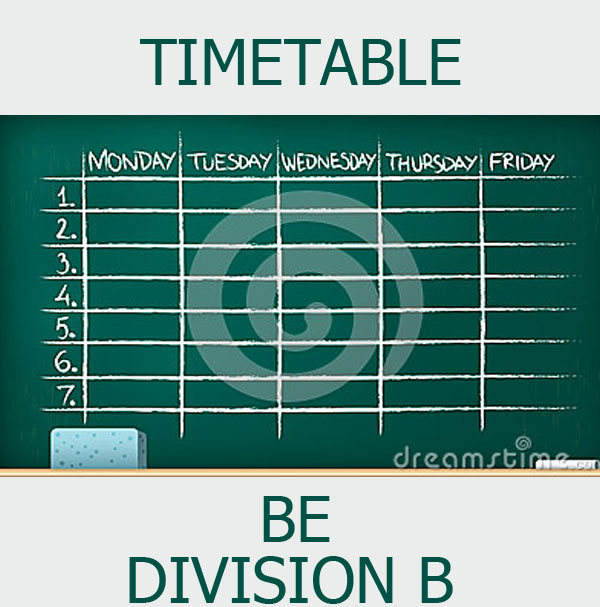 TIMETABLE
MONDAY TUESDAY WEDNESDAY THURSDAY FRIDAY
1.
2.
3.
4.
5.
6.
7.
dreamstime
BE
DIVISION B